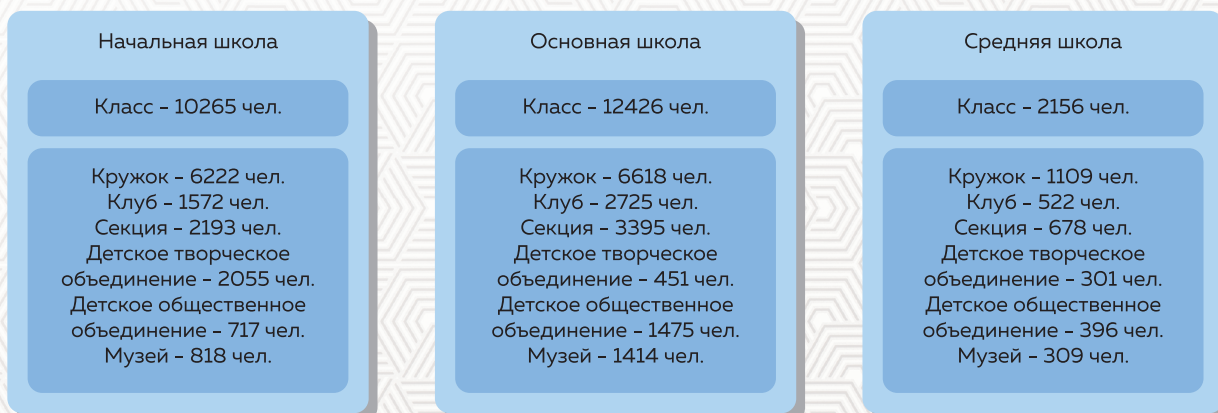 Начальная школа
Класс - 10265 чел.
Кружок - 6222 чел.
Клуб - 1572 чел.
Секция - 2193 чел.
Детское творческое
объединение - 2055 чел.
Детское общественное
объединение - 717 чел.
Музей - 818 чел.
Основная школа
Класс - 12426 чел.
Кружок - 6618 чел.
Клуб - 2725 чел.
Секция - 3395 чел.
Детское творческое
объединение - 451 чел.
Детское общественное
объединение - 1475 чел.
Музей - 1414 чел.
Средняя школа
Класс - 2156 чел.
Кружок - 1109 чел.
Клуб - 522 чел.
Секция - 678 чел.
Детское творческое
объединение - 301 чел.
Детское общественное
объединение - 396 чел.
Музей - 309 чел.